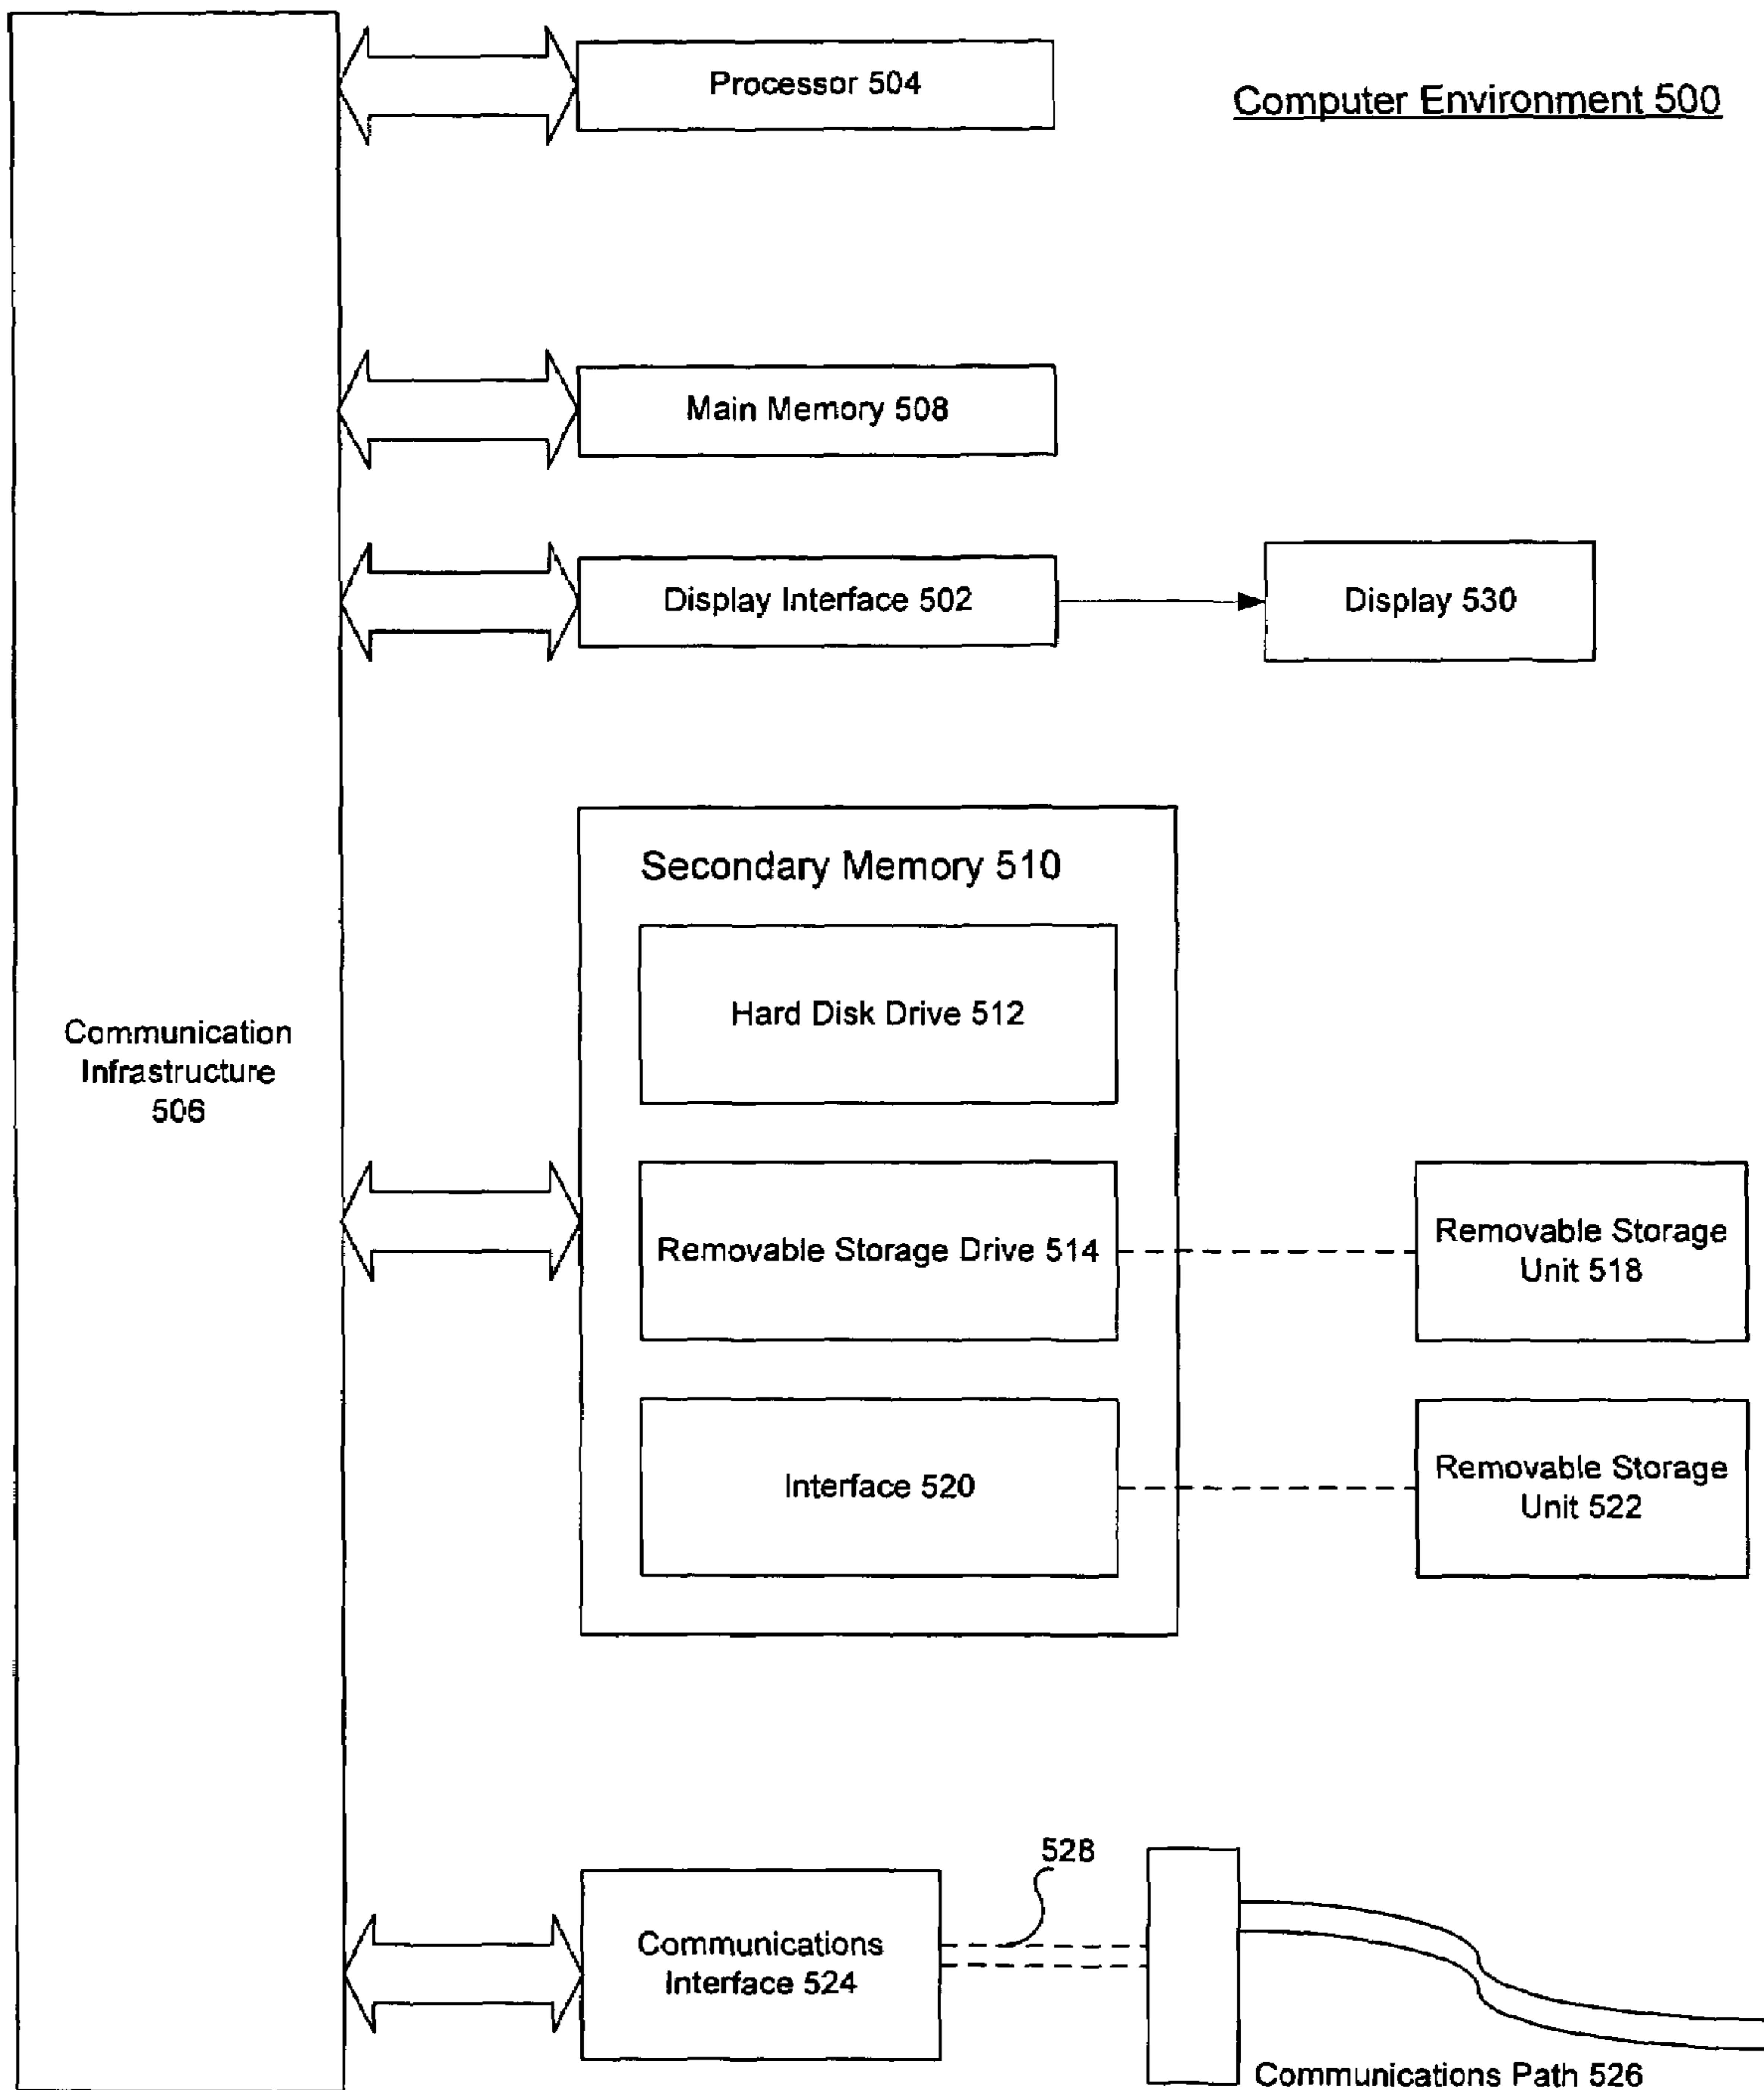 Processor 504
Computer Environment 500
Main Memory 508
Display Interface 502
Display 530
Secondary Memory 510
Hard Disk Drive 512
Communication
Infrastructure
506
Removable Storage Drive 514
Removable Storage
Unit 518
Interface 520
Removable Storage
Unit 522
528
Communications
Interface 524
Communications Path 526